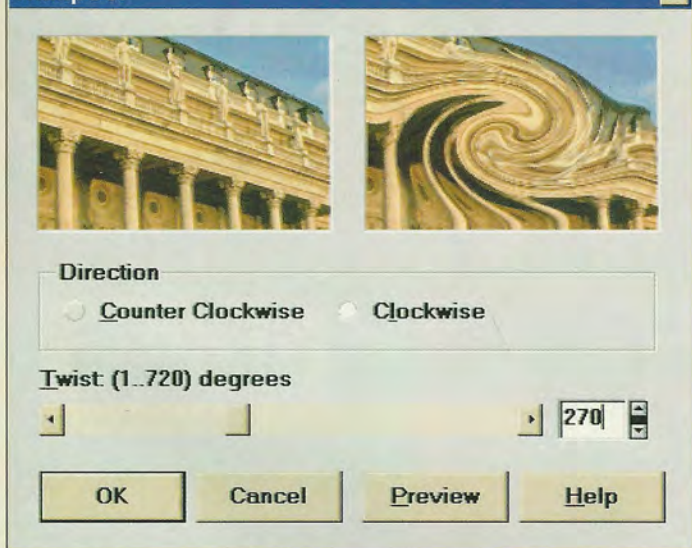 Direction
Counter Clockwise Clockwise
Twist: (1..720) degrees
270
OK Cancel Preview Help